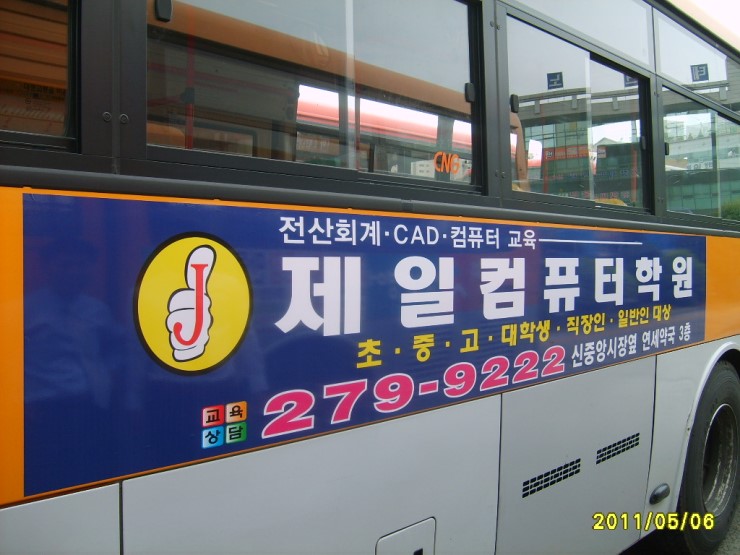 CNG
전산회계·CAD·컴퓨터 교육
J
제일컴퓨터학원
초·중·고·대학생·직장인·일반인 대상
교육
상담
279-9222 신중앙시장옆 연세약국 3층
2011/05/06